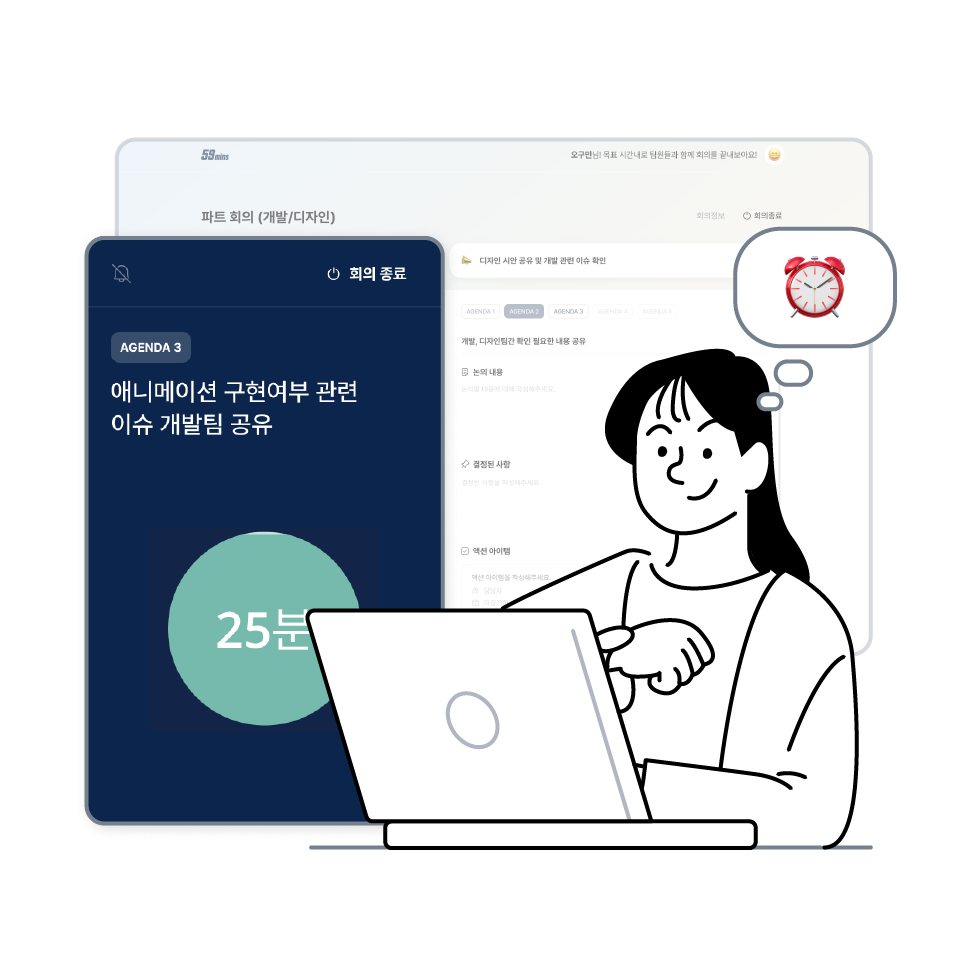 59mins
오구만님! 목표 시간내로 팀원들과 함께 회의를 끝내보아요!
파트 회의 (개발/디자인)
회의정보
회의종료
회의 종료
AGENDA 3
애니메이션 구현여부 관련
이슈 개발팀 공유
25분
디자인 시안 공유 및 개발 관련 이슈 확인
AGENDA 1
AGENDA 2
AGENDA 3
AGENDA 4
AGENDA 5
개발, 디자인팀간 확인 필요한 내용 공유
논의 내용
논의할 내용에 대해 작성해주세요.
결정된 사항
결정된 사항을 작성해주세요.
액션 아이템
액션 아이템을 작성해주세요.
담당자